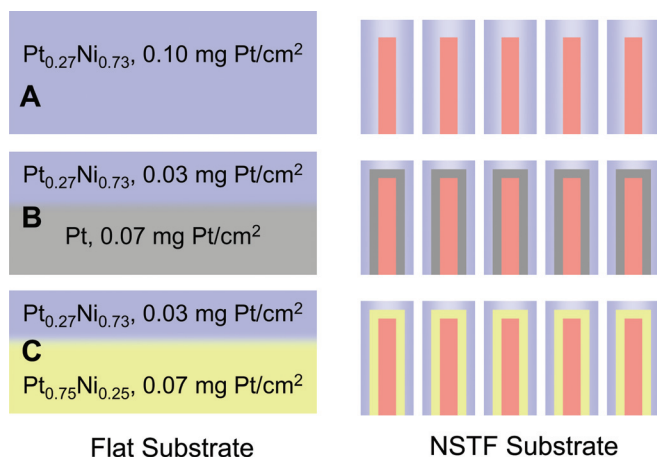 Pt₀.₂₇Ni₀.₇₃, 0.10 mg Pt/cm²
A
Pt₀.₂₇Ni₀.₇₃, 0.03 mg Pt/cm²
B
Pt, 0.07 mg Pt/cm²
Pt₀.₂₇Ni₀.₇₃, 0.03 mg Pt/cm²
C
Pt₀.₇₅Ni₀.₂₅, 0.07 mg Pt/cm²
Flat Substrate
NSTF Substrate